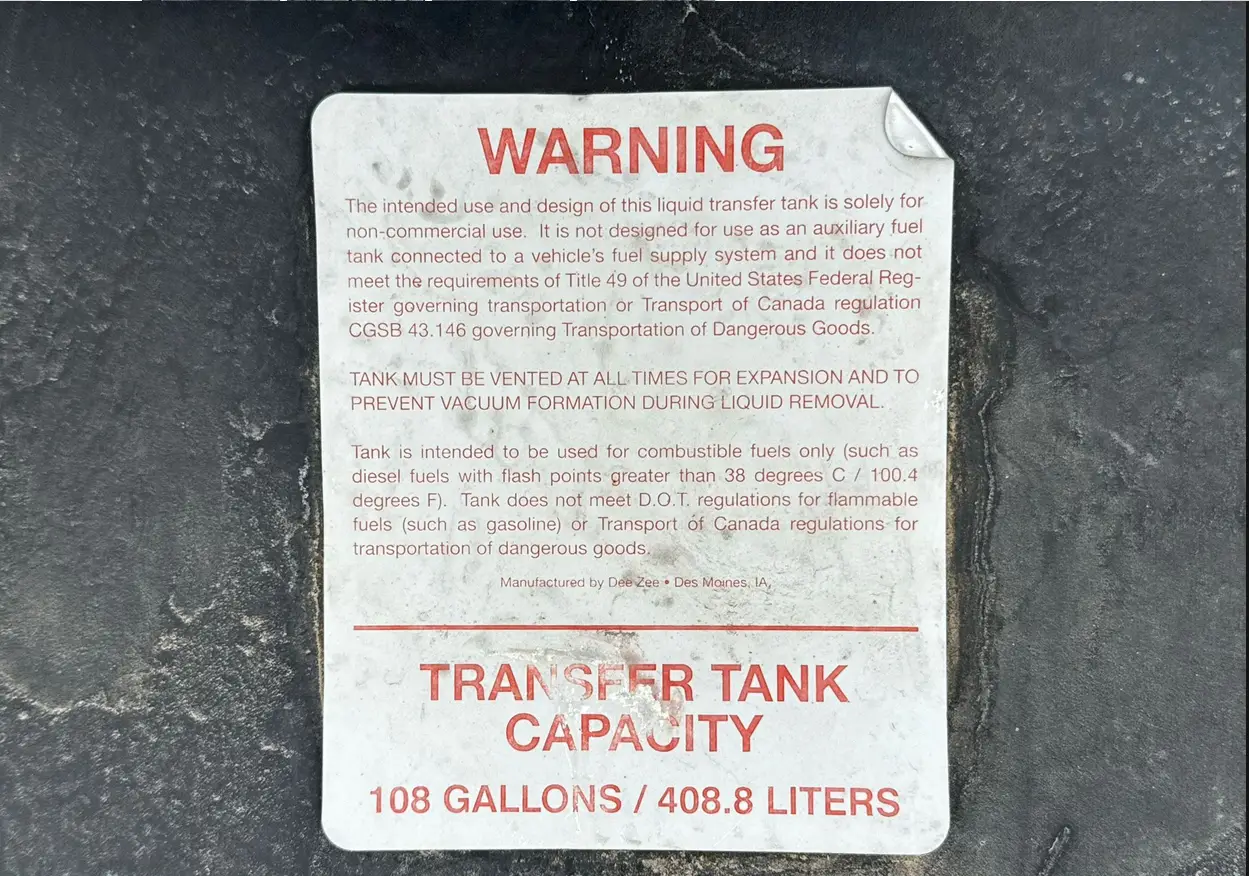 WARNING
The intended use and design of this liquid transfer tank is solely for
non-commercial use. It is not designed for use as an auxiliary fuel
tank connected to a vehicle's fuel supply system and it does not
meet the requirements of Title 49 of the United States Federal Reg-
ister governing transportation or Transport of Canada regulation
CGSB 43.146 governing Transportation of Dangerous Goods.
TANK MUST BE VENTED AT ALL TIMES FOR EXPANSION AND TO
PREVENT VACUUM FORMATION DURING LIQUID REMOVAL.
Tank is intended to be used for combustible fuels only (such as
diesel fuels with flash points greater than 38 degrees C / 100.4
degrees F). Tank does not meet D.O.T. regulations for flammable
fuels (such as gasoline) or Transport of Canada regulations for
transportation of dangerous goods.
Manufactured by Dee Zee • Des Moines, IA
TRANSFER TANK
CAPACITY
108 GALLONS / 408.8 LITERS